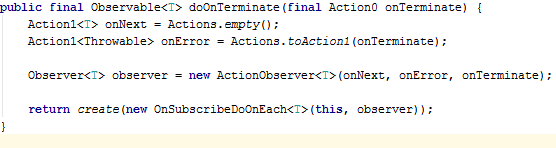 public final Observable<T> doOnTerminate(final Action0 onTerminate) {
    Action1<T> onNext = Actions.empty();
    Action1<Throwable> onError = Actions.toAction1(onTerminate);

    Observer<T> observer = new ActionObserver<T>(onNext, onError, onTerminate);

    return create(new OnSubscribeDoOnEach<T>(this, observer));
}